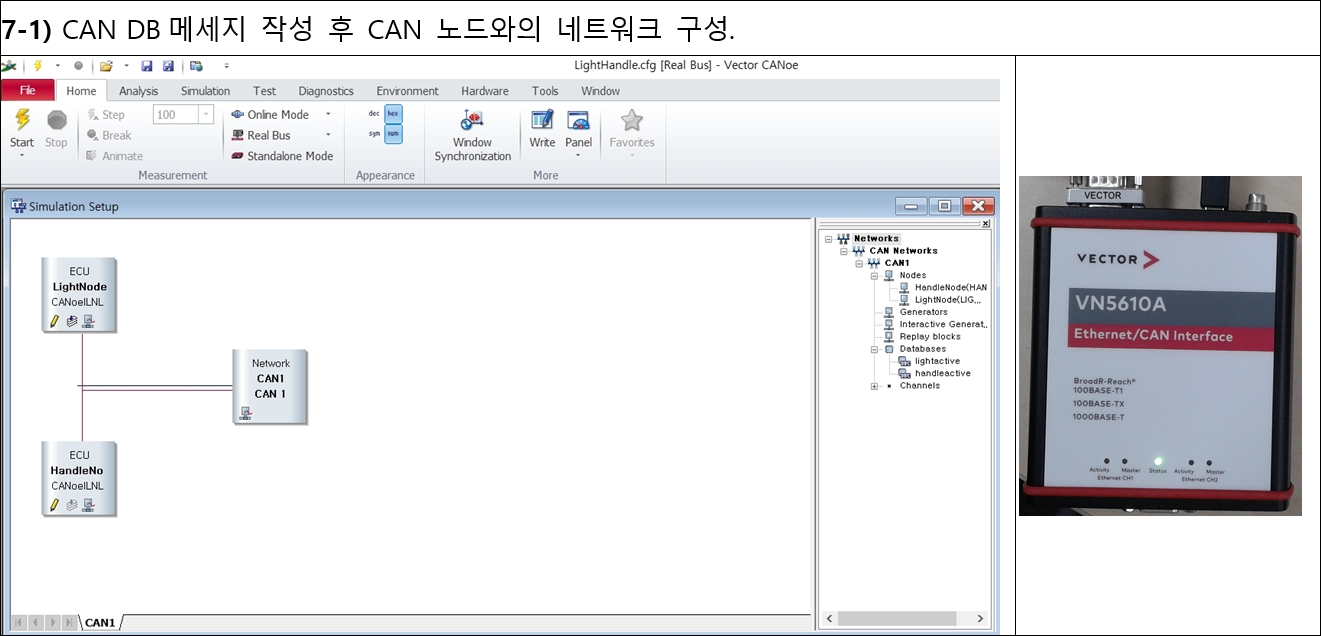 7-1) CAN DB 메세지 작성 후 CAN 노드와의 네트워크 구성.
LightHandle.cfg [Real Bus] - Vector CANoe
File Home Analysis Simulation Test Diagnostics Environment Hardware Tools Window
Start Stop
Step 100
Break
Animate
Measurement
Online Mode
Real Bus
Standalone Mode
dec hex
sym num
Appearance
Window
Synchronization
Write Panel
More
Favorites
Simulation Setup
ECU
LightNode
CANoeILNL
Network
CAN1
CAN 1
ECU
HandleNo
CANoeILNL
CAN1
Networks
CAN Networks
CAN1
Nodes
HandleNode(HAN
LightNode(LIG...
Generators
Interactive Generat..
Replay blocks
Databases
lightactive
handleactive
Channels
VECTOR
VECTOR
VN5610A
Ethernet/CAN Interface
BroadR-Reach®
100BASE-T1
100BASE-TX
1000BASE-T
Activity Master Status Activity Master
Ethernet CH1 Ethernet CH2